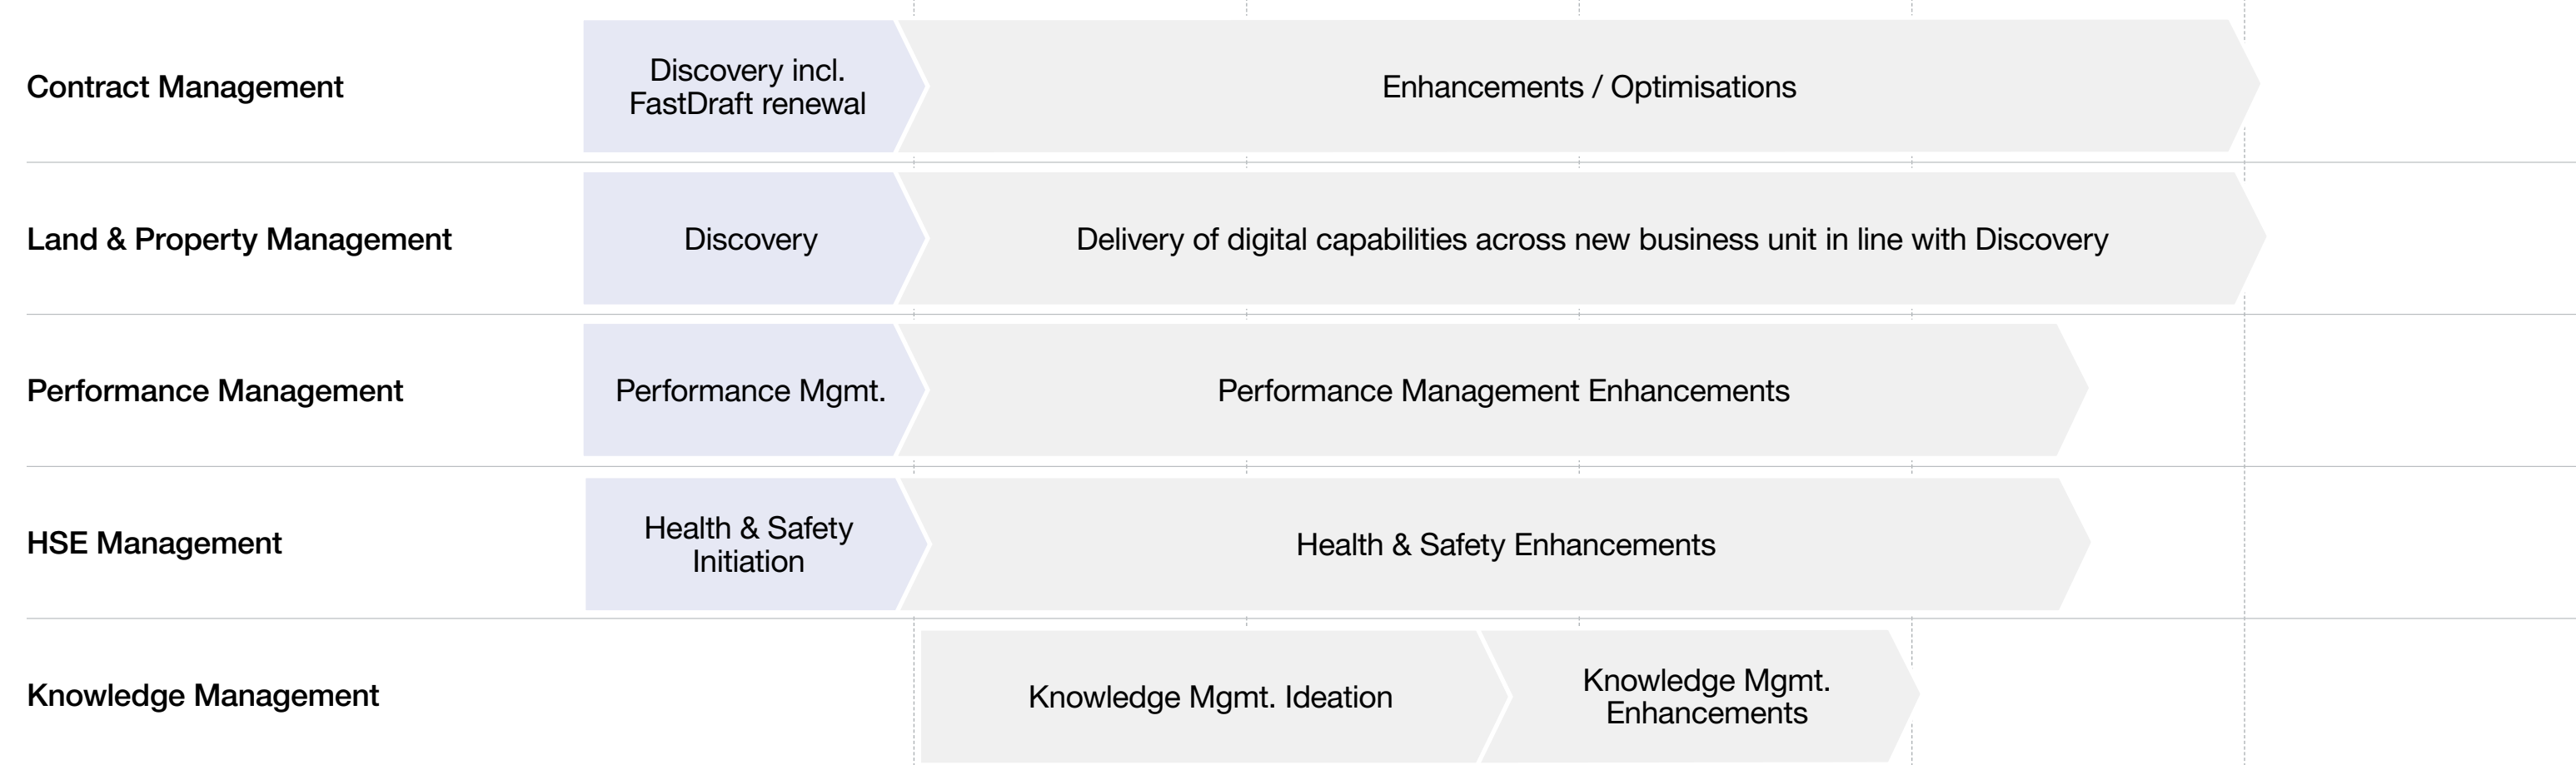 Contract Management
Discovery incl.
FastDraft renewal
Enhancements / Optimisations
Land & Property Management
Discovery
Delivery of digital capabilities across new business unit in line with Discovery
Performance Management
Performance Mgmt.
Performance Management Enhancements
HSE Management
Health & Safety
Initiation
Health & Safety Enhancements
Knowledge Management
Knowledge Mgmt. Ideation
Knowledge Mgmt.
Enhancements